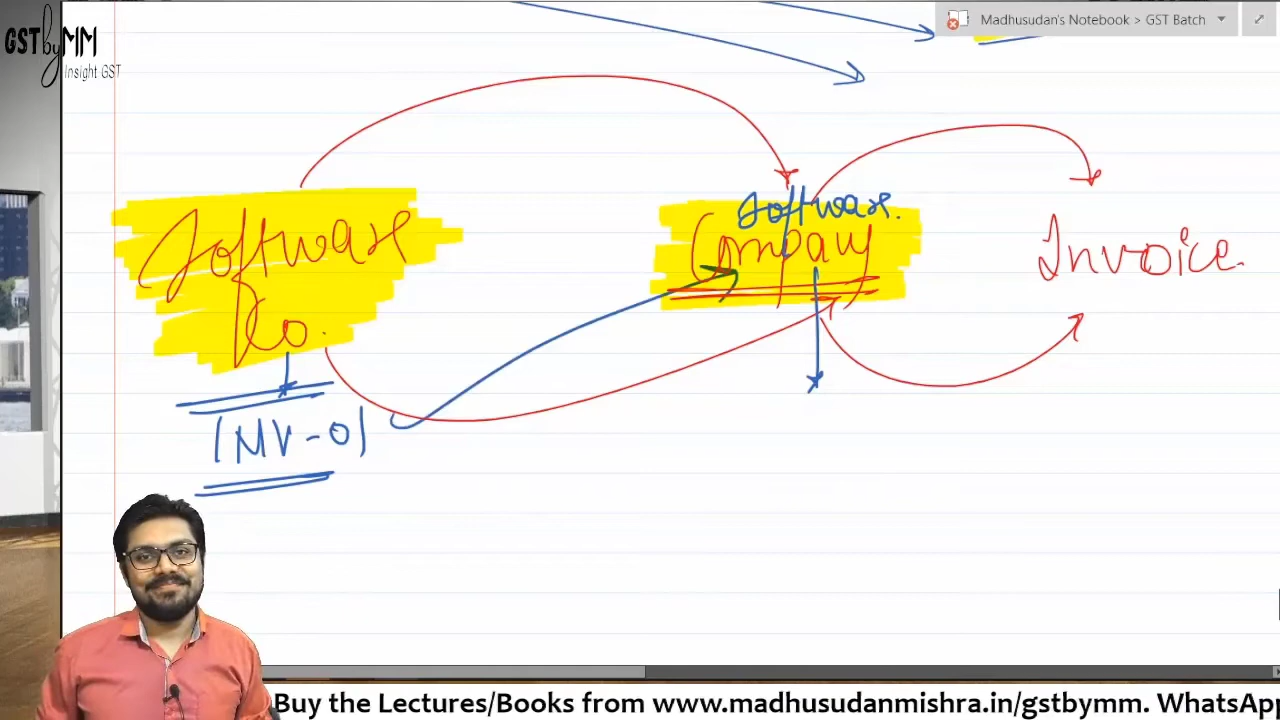 GST by MM
Insight GST
Madhusudan's Notebook > GST Batch
Software
Co.
Software.
Company
Invoice.
INV-01
Buy the Lectures/Books from www.madhusudanmishra.in/gstbymm. WhatsApp